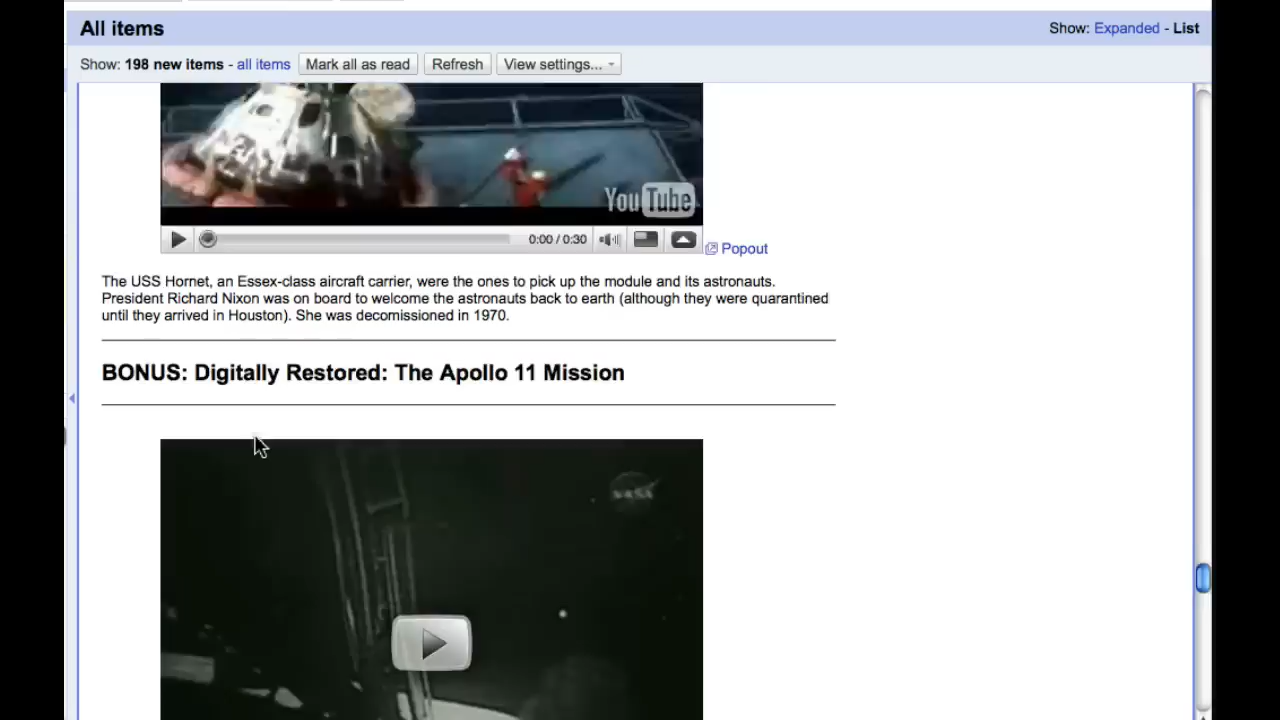 All items
Show: Expanded - List
Show: 198 new items - all items
Mark all as read
Refresh
View settings...
YouTube
0:00 / 0:30
Popout
The USS Hornet, an Essex-class aircraft carrier, were the ones to pick up the module and its astronauts.
President Richard Nixon was on board to welcome the astronauts back to earth (although they were quarantined
until they arrived in Houston). She was decomissioned in 1970.
BONUS: Digitally Restored: The Apollo 11 Mission
NASA